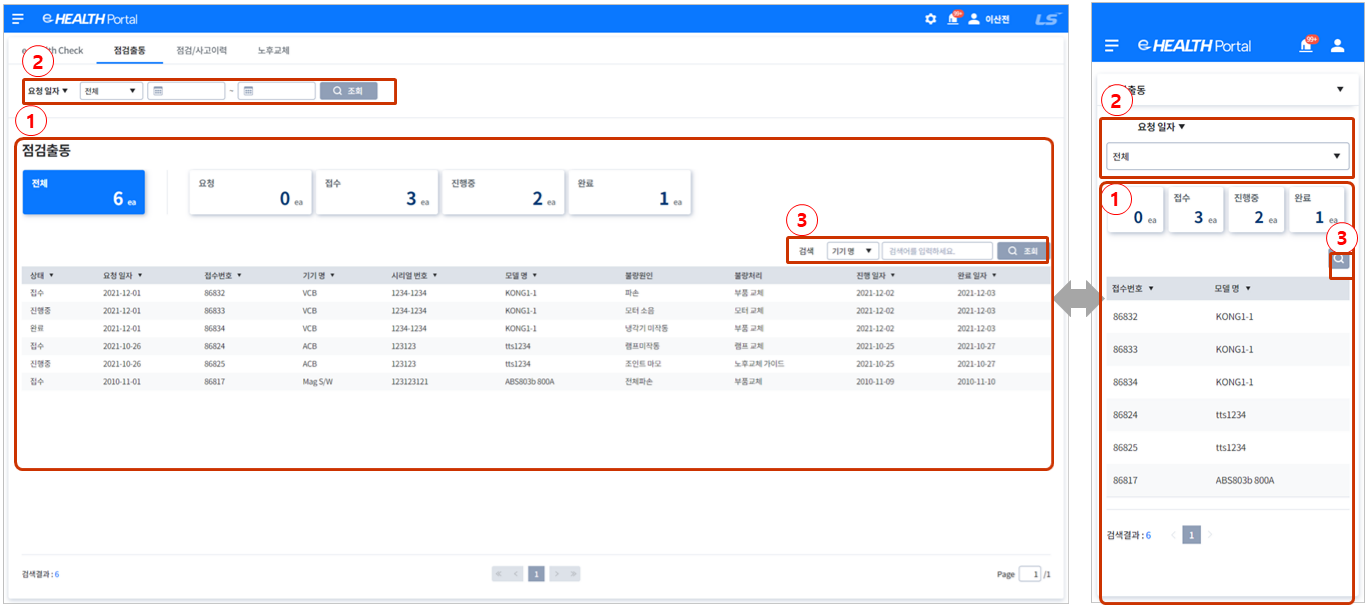 HEALTH Portal
99+
이산전
LS
th Check
점검출동
점검/사고이력
노후교체
2
요청 일자 ▼
전체 ▼
~
조회
1
점검출동
전체
6 ea
요청
0 ea
접수
3 ea
진행중
2 ea
완료
1 ea
3
검색
기기 명 ▼
검색어를 입력하세요.
조회
상태 ▼ 요청 일자 ▼ 접수번호 ▼ 기기 명 ▼ 시리얼 번호 ▼ 모델 명 ▼ 불량원인 불량처리 진행 일자 ▼ 완료 일자 ▼
접수 2021-12-01 86832 VCB 1234-1234 KONG1-1 파손 부품 교체 2021-12-02 2021-12-03
진행중 2021-12-01 86833 VCB 1234-1234 KONG1-1 모터 소음 모터 교체 2021-12-02 2021-12-03
완료 2021-12-01 86834 VCB 1234-1234 KONG1-1 냉각기 미작동 부품 교체 2021-12-02 2021-12-03
접수 2021-10-26 86824 ACB 123123 tts1234 램프미작동 램프 교체 2021-10-25 2021-10-27
진행중 2021-10-26 86825 ACB 123123 tts1234 조인트 마모 노후교체 가이드 2021-10-25 2021-10-27
접수 2010-11-01 86817 Mag S/W 123123121 ABS803b 800A 전체파손 부품교체 2010-11-09 2010-11-10
검색결과 : 6
« ‹ 1 › »
Page 1 /1
HEALTH Portal
99+
출동 ▼
2
요청 일자 ▼
전체 ▼
1
0 ea
접수
3 ea
진행중
2 ea
완료
1 ea
3
접수번호 ▼ 모델 명 ▼
86832 KONG1-1
86833 KONG1-1
86834 KONG1-1
86824 tts1234
86825 tts1234
86817 ABS803b 800A
검색결과 : 6
‹ 1 ›